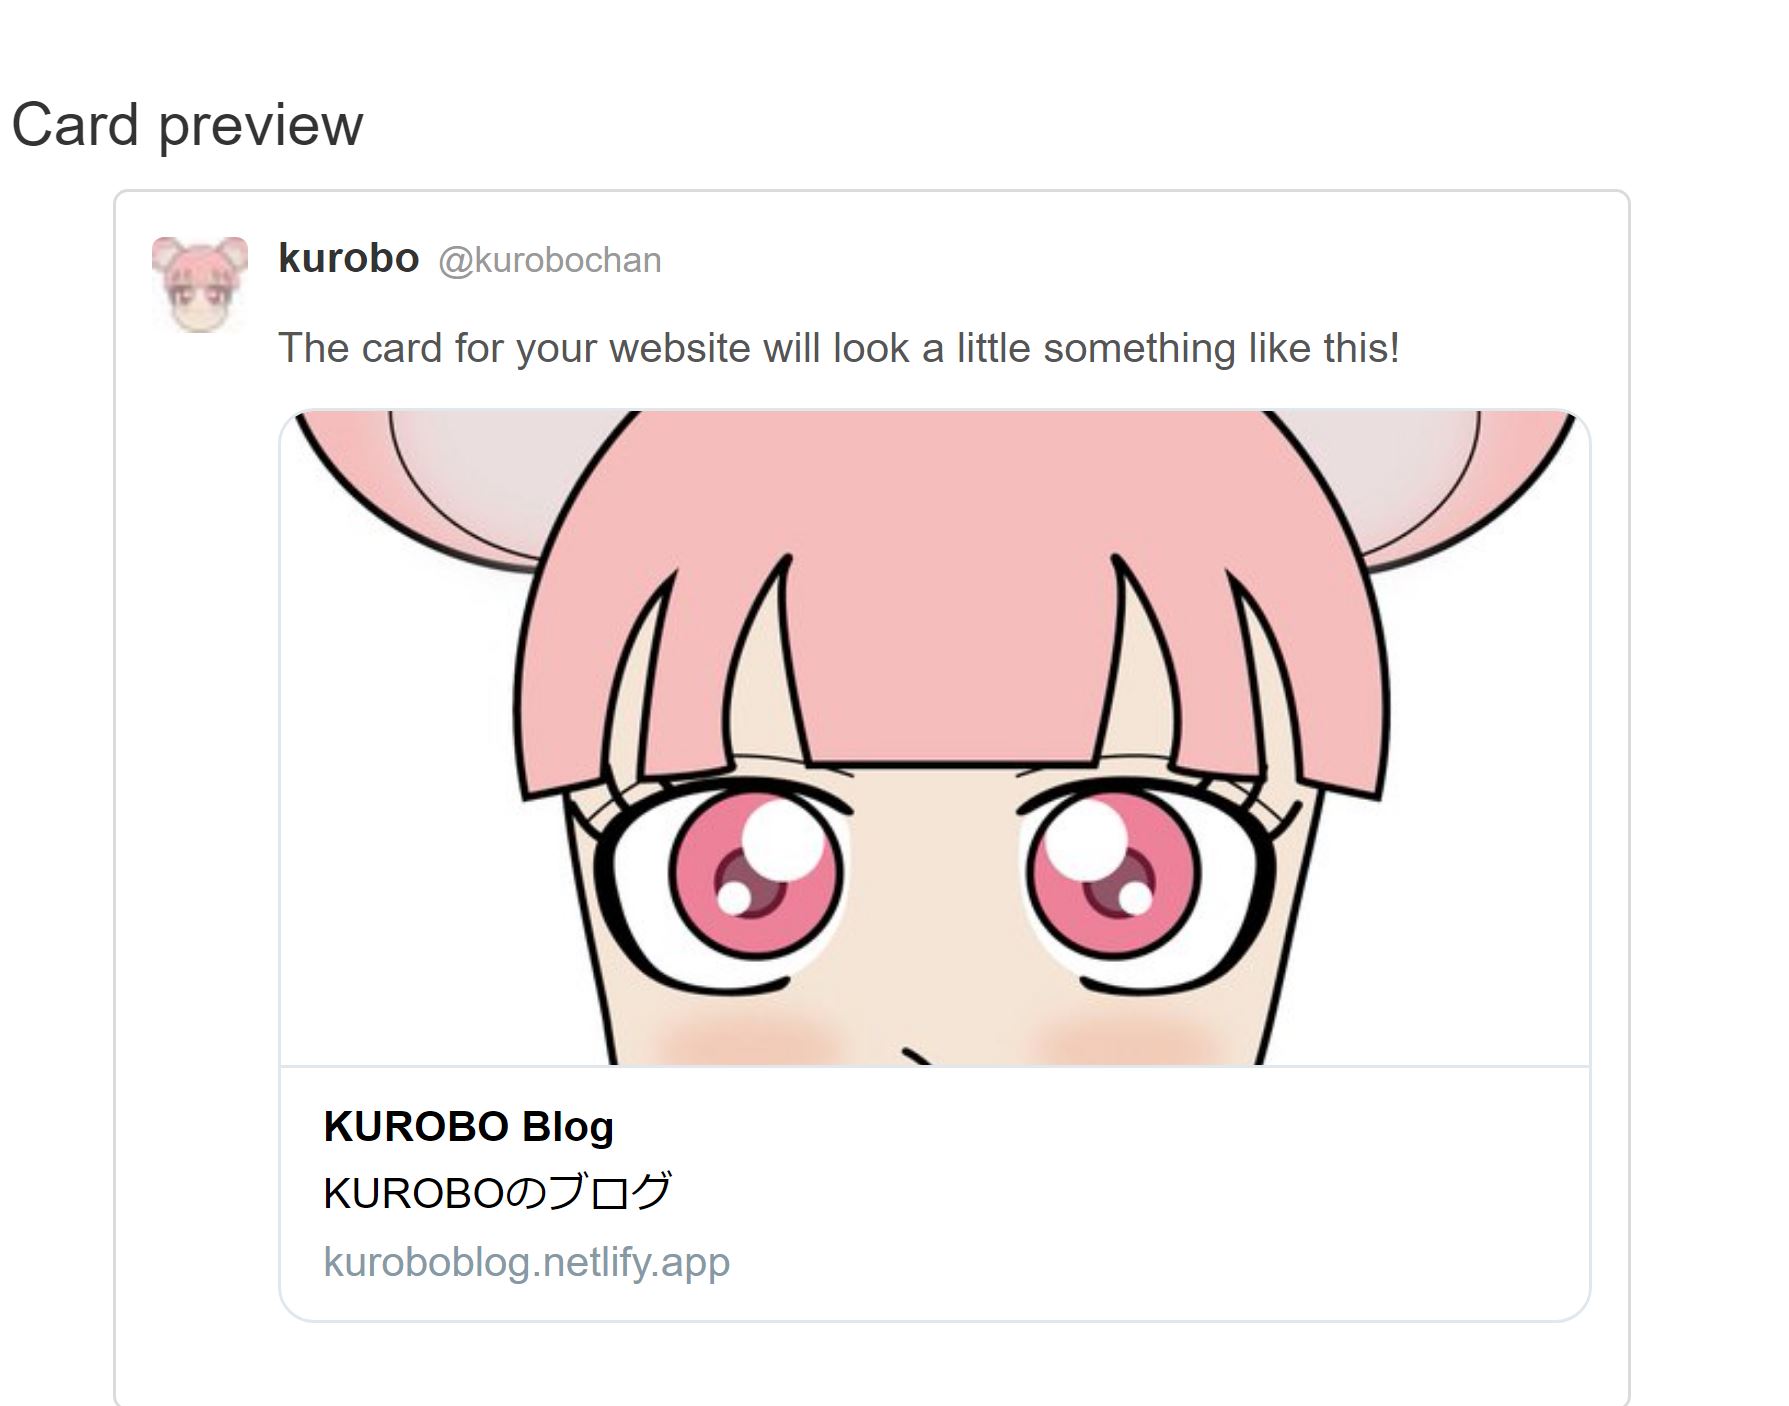 Card preview
kurobo @kurobochan
The card for your website will look a little something like this!
KUROBO Blog
KUROBOのブログ
kuroboblog.netlify.app